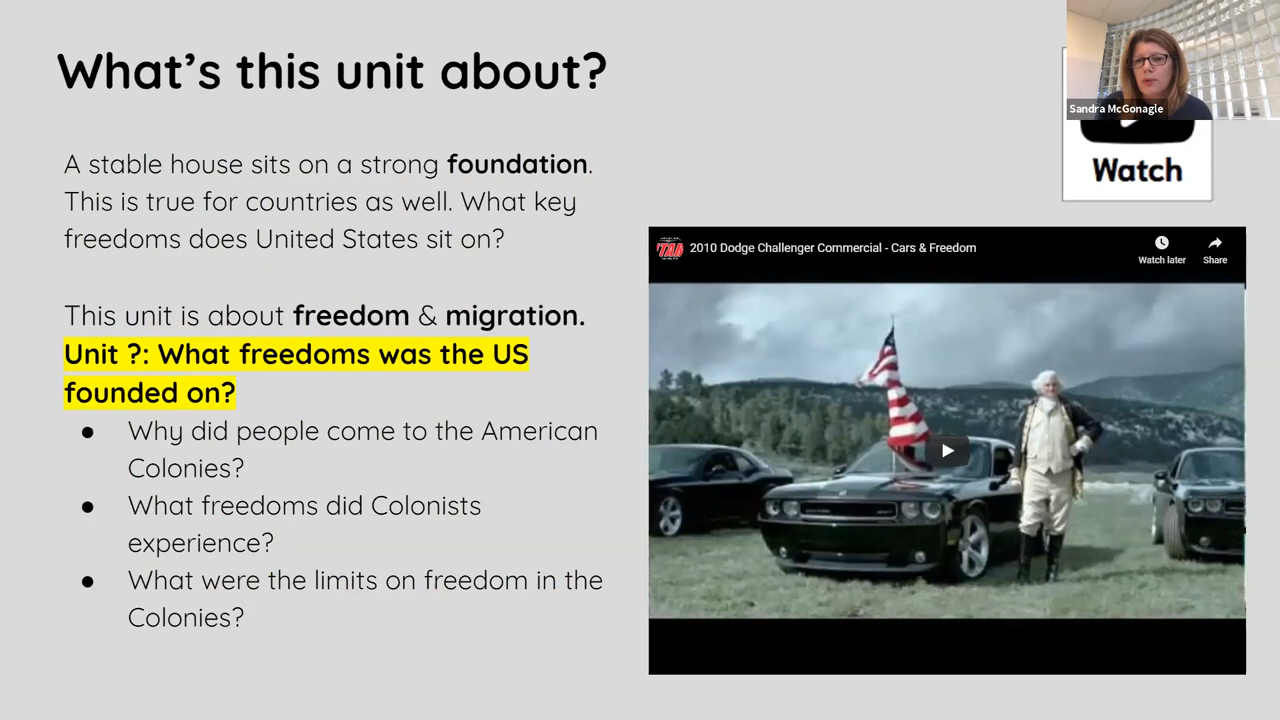 What's this unit about?
Sandra McGonagle
Watch
A stable house sits on a strong foundation.
This is true for countries as well. What key
freedoms does United States sit on?
This unit is about freedom & migration.
Unit ?: What freedoms was the US
founded on?
● Why did people come to the American
Colonies?
● What freedoms did Colonists
experience?
● What were the limits on freedom in the
Colonies?
2010 Dodge Challenger Commercial - Cars & Freedom
Watch later
Share